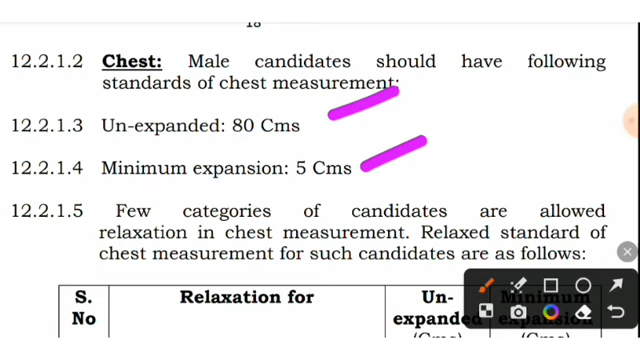 18
12.2.1.2 Chest: Male candidates should have following
standards of chest measurement:
12.2.1.3 Un-expanded: 80 Cms
12.2.1.4 Minimum expansion: 5 Cms
12.2.1.5 Few categories of candidates are allowed
relaxation in chest measurement. Relaxed standard of
chest measurement for such candidates are as follows:
S. No Relaxation for Un-expanded (Cms) Minimum expansion (Cms)